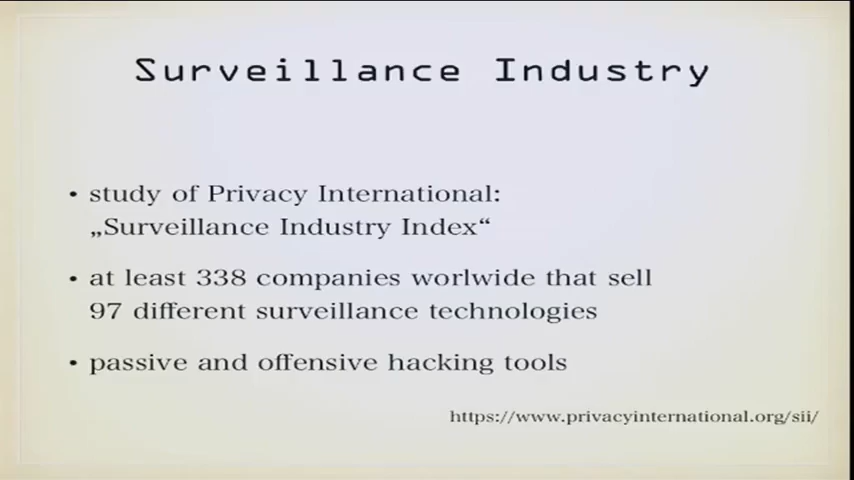 Surveillance Industry
• study of Privacy International:
„Surveillance Industry Index“
• at least 338 companies worlwide that sell
97 different surveillance technologies
• passive and offensive hacking tools
https://www.privacyinternational.org/sii/